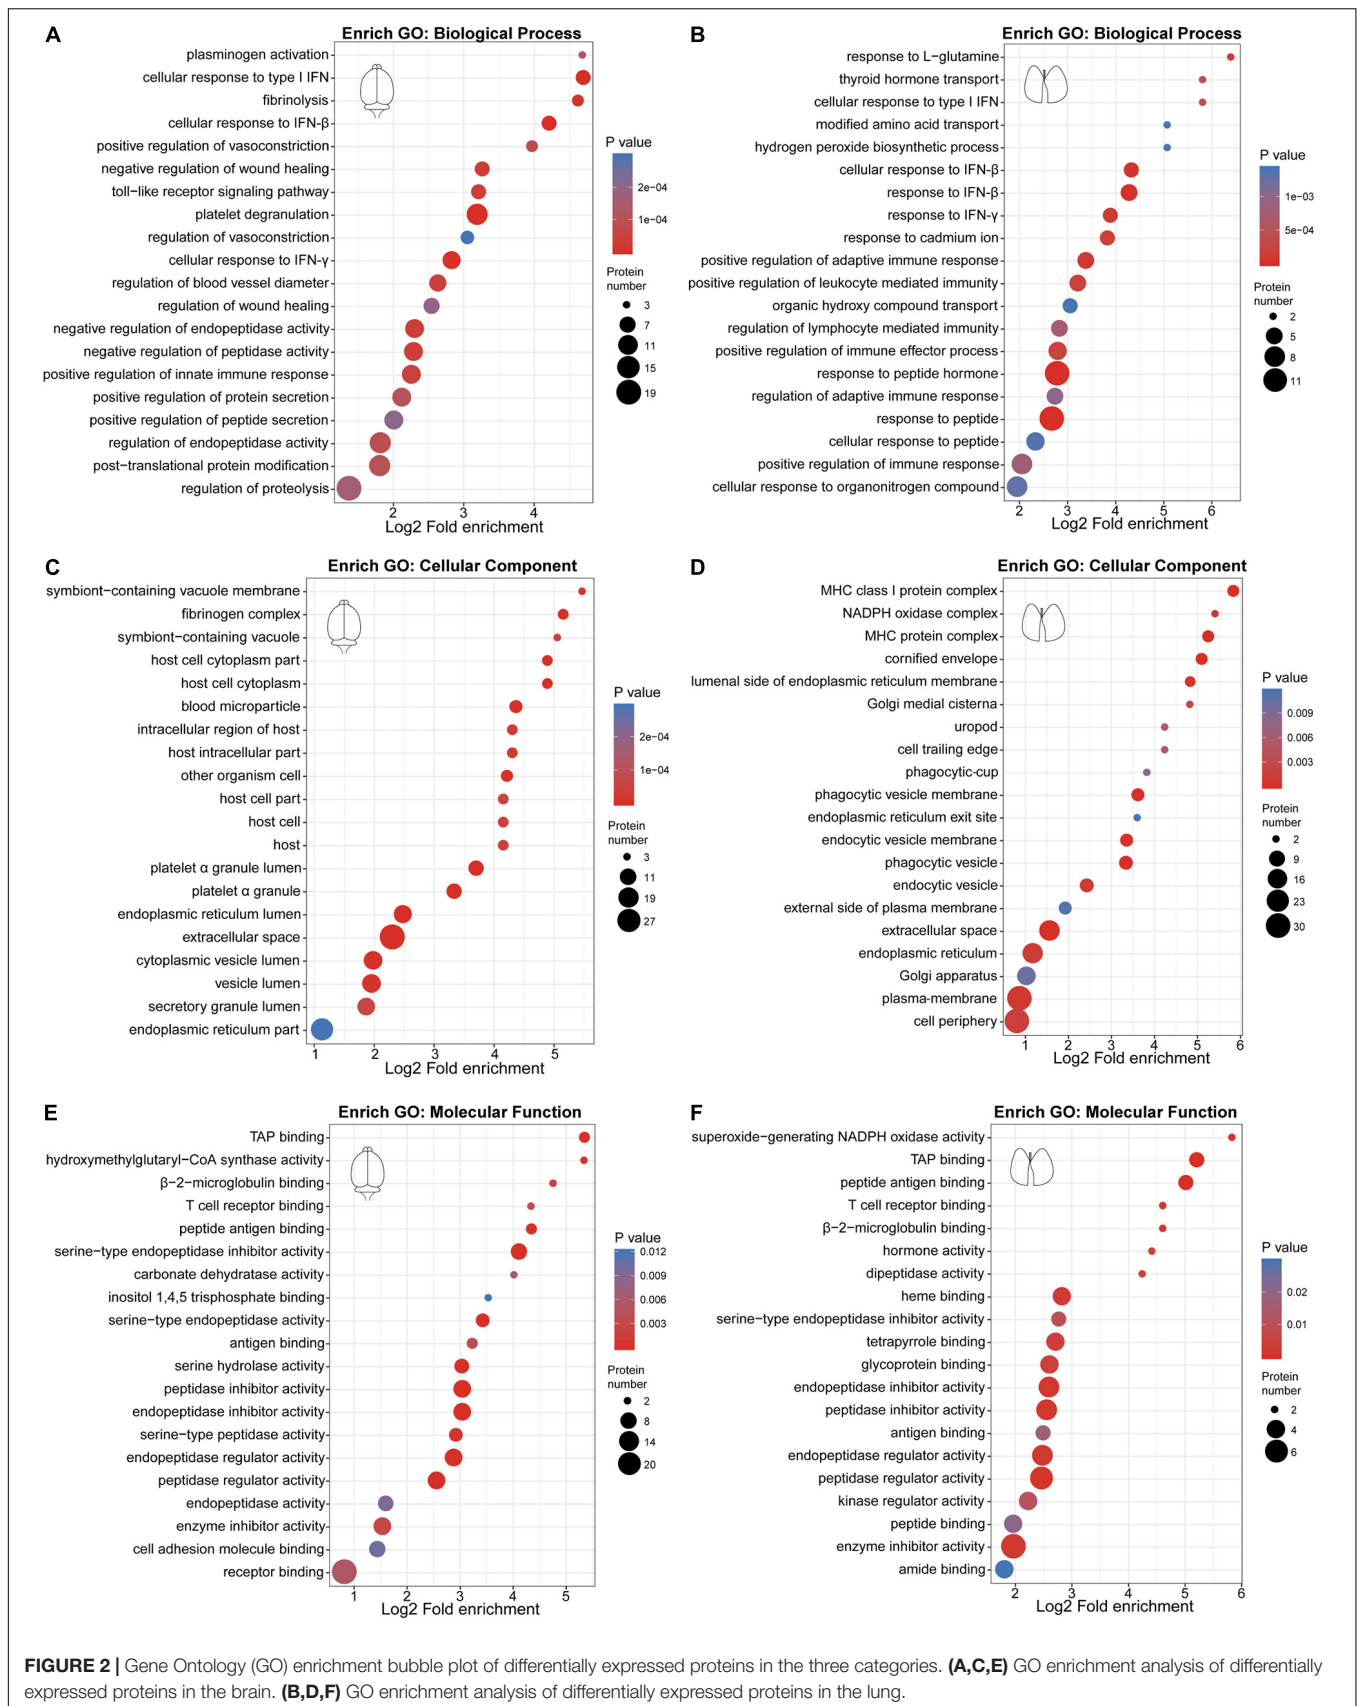 A
Enrich GO: Biological Process
plasminogen activation
cellular response to type I IFN
fibrinolysis
cellular response to IFN-β
positive regulation of vasoconstriction
negative regulation of wound healing
toll−like receptor signaling pathway
platelet degranulation
regulation of vasoconstriction
cellular response to IFN-γ
regulation of blood vessel diameter
regulation of wound healing
negative regulation of endopeptidase activity
negative regulation of peptidase activity
positive regulation of innate immune response
positive regulation of protein secretion
positive regulation of peptide secretion
regulation of endopeptidase activity
post−translational protein modification
regulation of proteolysis
2 3 4
Log2 Fold enrichment
P value
2e−04
1e−04
Protein
number
3
7
11
15
19
B
Enrich GO: Biological Process
response to L−glutamine
thyroid hormone transport
cellular response to type I IFN
modified amino acid transport
hydrogen peroxide biosynthetic process
cellular response to IFN-β
response to IFN-β
response to IFN-γ
response to cadmium ion
positive regulation of adaptive immune response
positive regulation of leukocyte mediated immunity
organic hydroxy compound transport
regulation of lymphocyte mediated immunity
positive regulation of immune effector process
response to peptide hormone
regulation of adaptive immune response
response to peptide
cellular response to peptide
positive regulation of immune response
cellular response to organonitrogen compound
2 3 4 5 6
Log2 Fold enrichment
P value
1e−03
5e−04
Protein
number
2
5
8
11
C
Enrich GO: Cellular Component
symbiont−containing vacuole membrane
fibrinogen complex
symbiont−containing vacuole
host cell cytoplasm part
host cell cytoplasm
blood microparticle
intracellular region of host
host intracellular part
other organism cell
host cell part
host cell
host
platelet α granule lumen
platelet α granule
endoplasmic reticulum lumen
extracellular space
cytoplasmic vesicle lumen
vesicle lumen
secretory granule lumen
endoplasmic reticulum part
1 2 3 4 5
Log2 Fold enrichment
P value
2e−04
1e−04
Protein
number
3
11
19
27
D
Enrich GO: Cellular Component
MHC class I protein complex
NADPH oxidase complex
MHC protein complex
cornified envelope
lumenal side of endoplasmic reticulum membrane
Golgi medial cisterna
uropod
cell trailing edge
phagocytic-cup
phagocytic vesicle membrane
endoplasmic reticulum exit site
endocytic vesicle membrane
phagocytic vesicle
endocytic vesicle
external side of plasma membrane
extracellular space
endoplasmic reticulum
Golgi apparatus
plasma-membrane
cell periphery
1 2 3 4 5 6
Log2 Fold enrichment
P value
0.009
0.006
0.003
Protein
number
2
9
16
23
30
E
Enrich GO: Molecular Function
TAP binding
hydroxymethylglutaryl−CoA synthase activity
β−2−microglobulin binding
T cell receptor binding
peptide antigen binding
serine−type endopeptidase inhibitor activity
carbonate dehydratase activity
inositol 1,4,5 trisphosphate binding
serine−type endopeptidase activity
antigen binding
serine hydrolase activity
peptidase inhibitor activity
endopeptidase inhibitor activity
serine−type peptidase activity
endopeptidase regulator activity
peptidase regulator activity
endopeptidase activity
enzyme inhibitor activity
cell adhesion molecule binding
receptor binding
1 2 3 4 5
Log2 Fold enrichment
P value
0.012
0.009
0.006
0.003
Protein
number
2
8
14
20
F
Enrich GO: Molecular Function
superoxide−generating NADPH oxidase activity
TAP binding
peptide antigen binding
T cell receptor binding
β−2−microglobulin binding
hormone activity
dipeptidase activity
heme binding
serine−type endopeptidase inhibitor activity
tetrapyrrole binding
glycoprotein binding
endopeptidase inhibitor activity
peptidase inhibitor activity
antigen binding
endopeptidase regulator activity
peptidase regulator activity
kinase regulator activity
peptide binding
enzyme inhibitor activity
amide binding
2 3 4 5 6
Log2 Fold enrichment
P value
0.02
0.01
Protein
number
2
4
6
FIGURE 2 | Gene Ontology (GO) enrichment bubble plot of differentially expressed proteins in the three categories. (A,C,E) GO enrichment analysis of differentially
expressed proteins in the brain. (B,D,F) GO enrichment analysis of differentially expressed proteins in the lung.